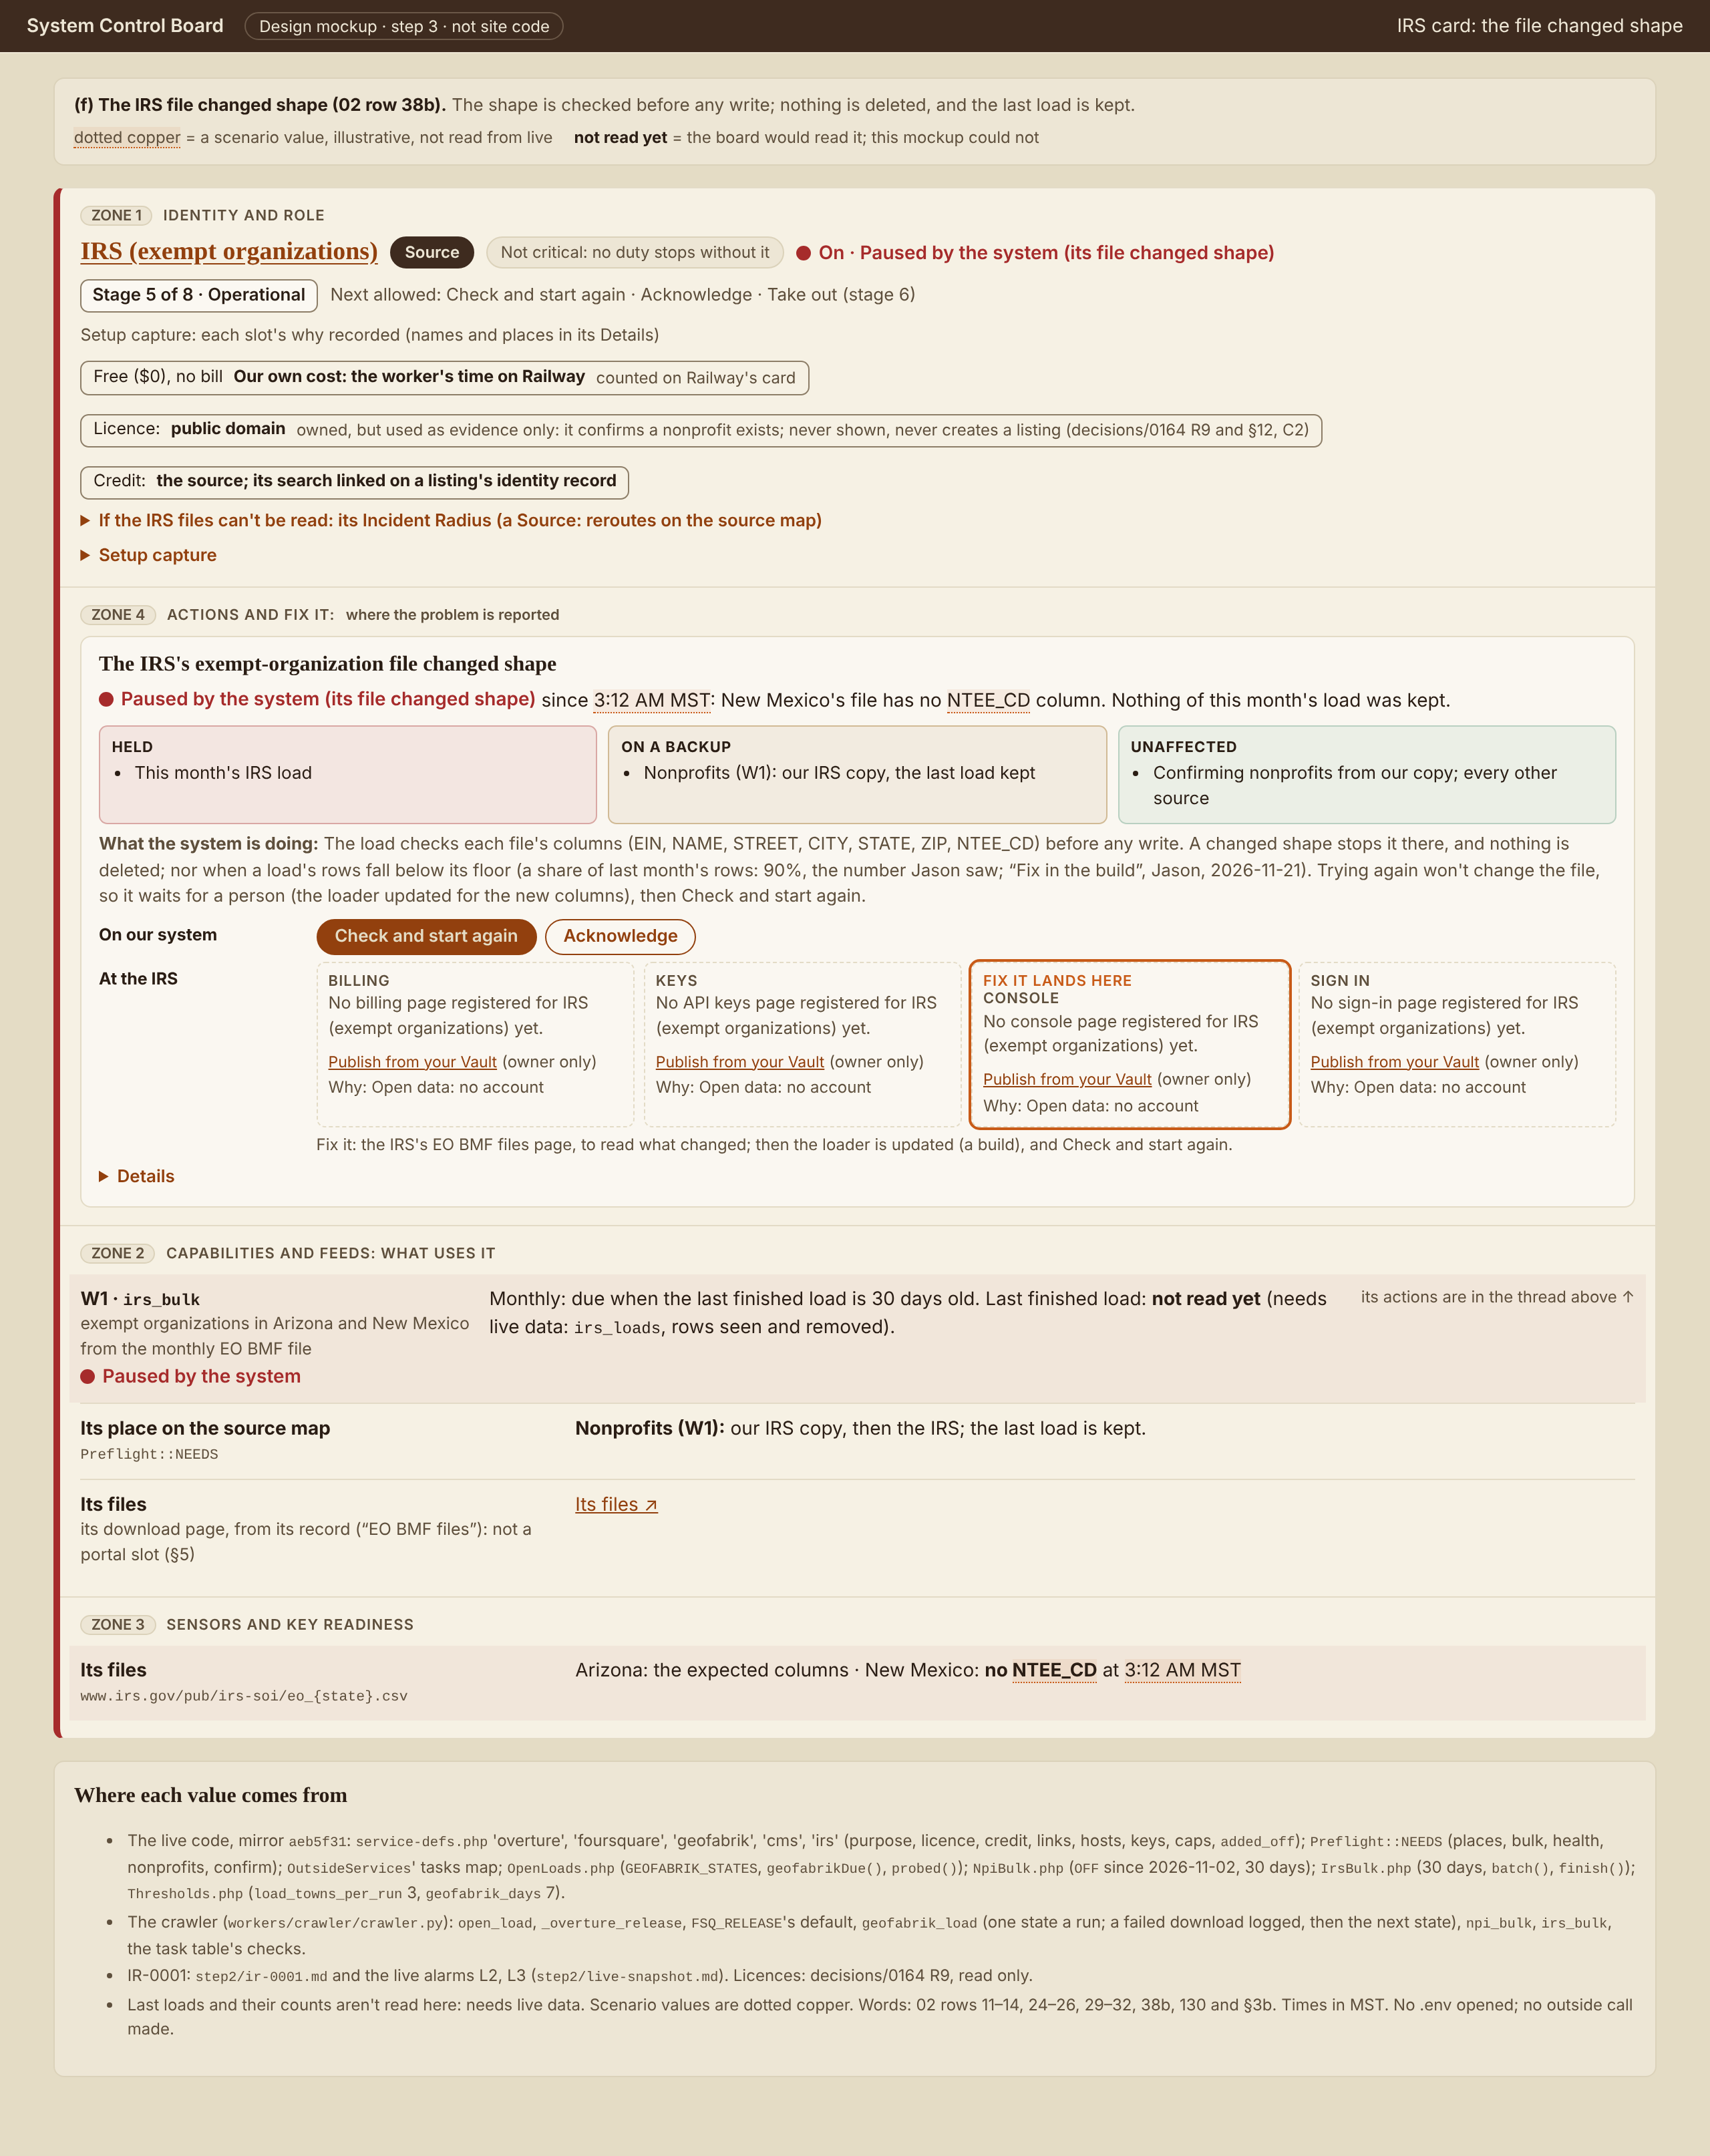 System Control Board
Design mockup · step 3 · not site code
IRS card: the file changed shape
(f) The IRS file changed shape (02 row 38b). The shape is checked before any write; nothing is deleted, and the last load is kept.
dotted copper = a scenario value, illustrative, not read from live    not read yet = the board would read it; this mockup could not
ZONE 1 IDENTITY AND ROLE
IRS (exempt organizations) Source Not critical: no duty stops without it On · Paused by the system (its file changed shape)
Stage 5 of 8 · Operational Next allowed: Check and start again · Acknowledge · Take out (stage 6)
Setup capture: each slot's why recorded (names and places in its Details)
Free ($0), no bill Our own cost: the worker's time on Railway counted on Railway's card
Licence: public domain owned, but used as evidence only: it confirms a nonprofit exists; never shown, never creates a listing (decisions/0164 R9 and §12, C2)
Credit: the source; its search linked on a listing's identity record
▶ If the IRS files can't be read: its Incident Radius (a Source: reroutes on the source map)
▶ Setup capture
ZONE 4 ACTIONS AND FIX IT: where the problem is reported
The IRS's exempt-organization file changed shape
Paused by the system (its file changed shape) since 3:12 AM MST: New Mexico's file has no NTEE_CD column. Nothing of this month's load was kept.
HELD
• This month's IRS load
ON A BACKUP
• Nonprofits (W1): our IRS copy, the last load kept
UNAFFECTED
• Confirming nonprofits from our copy; every other
source
What the system is doing: The load checks each file's columns (EIN, NAME, STREET, CITY, STATE, ZIP, NTEE_CD) before any write. A changed shape stops it there, and nothing is
deleted; nor when a load's rows fall below its floor (a share of last month's rows: 90%, the number Jason saw; “Fix in the build”, Jason, 2026-11-21). Trying again won't change the file,
so it waits for a person (the loader updated for the new columns), then Check and start again.
On our system
Check and start again Acknowledge
At the IRS
BILLING
No billing page registered for IRS
(exempt organizations) yet.
Publish from your Vault (owner only)
Why: Open data: no account
KEYS
No API keys page registered for IRS
(exempt organizations) yet.
Publish from your Vault (owner only)
Why: Open data: no account
FIX IT LANDS HERE
CONSOLE
No console page registered for IRS
(exempt organizations) yet.
Publish from your Vault (owner only)
Why: Open data: no account
SIGN IN
No sign-in page registered for IRS
(exempt organizations) yet.
Publish from your Vault (owner only)
Why: Open data: no account
Fix it: the IRS's EO BMF files page, to read what changed; then the loader is updated (a build), and Check and start again.
▶ Details
ZONE 2 CAPABILITIES AND FEEDS: WHAT USES IT
W1 · irs_bulk
exempt organizations in Arizona and New Mexico
from the monthly EO BMF file
Paused by the system
Monthly: due when the last finished load is 30 days old. Last finished load: not read yet (needs
live data: irs_loads, rows seen and removed).
its actions are in the thread above ↑
Its place on the source map
Preflight::NEEDS
Nonprofits (W1): our IRS copy, then the IRS; the last load is kept.
Its files
its download page, from its record (“EO BMF files”): not a
portal slot (§5)
Its files ↗
ZONE 3 SENSORS AND KEY READINESS
Its files
www.irs.gov/pub/irs-soi/eo_{state}.csv
Arizona: the expected columns · New Mexico: no NTEE_CD at 3:12 AM MST
Where each value comes from
• The live code, mirror aeb5f31: service-defs.php 'overture', 'foursquare', 'geofabrik', 'cms', 'irs' (purpose, licence, credit, links, hosts, keys, caps, added_off); Preflight::NEEDS (places, bulk, health,
nonprofits, confirm); OutsideServices' tasks map; OpenLoads.php (GEOFABRIK_STATES, geofabrikDue(), probed()); NpiBulk.php (OFF since 2026-11-02, 30 days); IrsBulk.php (30 days, batch(), finish());
Thresholds.php (load_towns_per_run 3, geofabrik_days 7).
• The crawler (workers/crawler/crawler.py): open_load, _overture_release, FSQ_RELEASE's default, geofabrik_load (one state a run; a failed download logged, then the next state), npi_bulk, irs_bulk,
the task table's checks.
• IR-0001: step2/ir-0001.md and the live alarms L2, L3 (step2/live-snapshot.md). Licences: decisions/0164 R9, read only.
• Last loads and their counts aren't read here: needs live data. Scenario values are dotted copper. Words: 02 rows 11–14, 24–26, 29–32, 38b, 130 and §3b. Times in MST. No .env opened; no outside call
made.